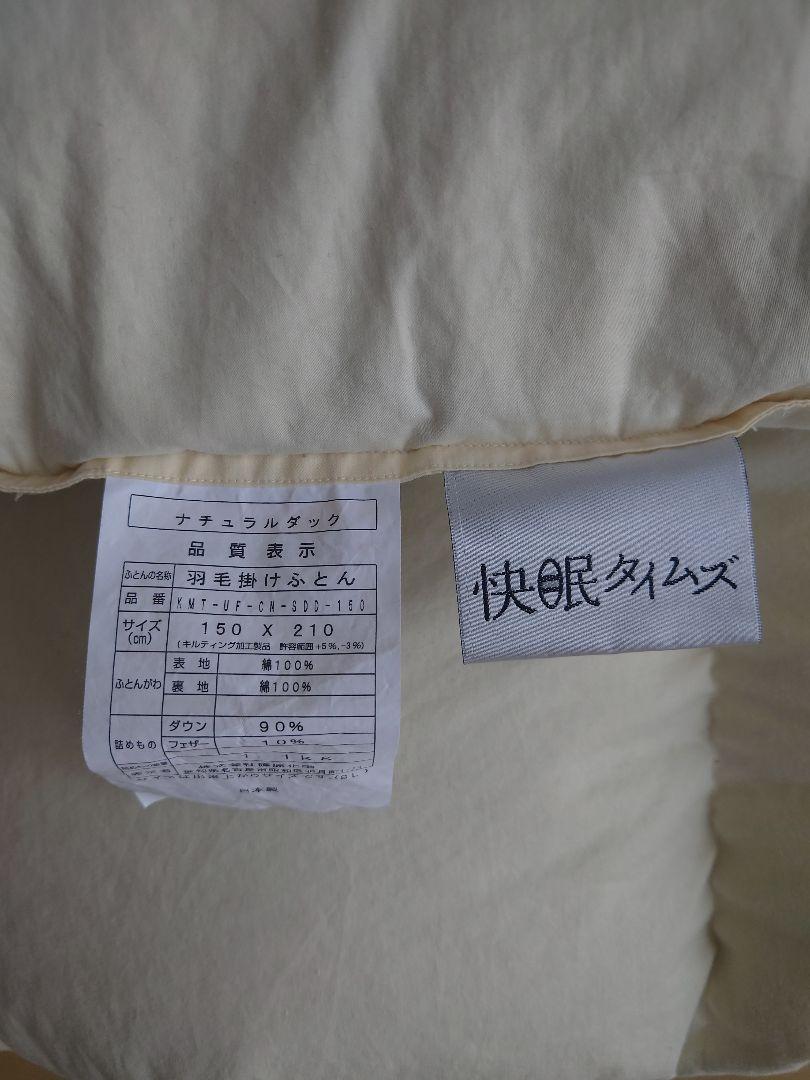 ナチュラルダック
品質表示
ふとんの名称 羽毛掛けふとん
品番 KMT-UF-CN-SDD-150
サイズ(cm) 150 X 210
(キルティング加工製品 許容範囲+5%,-3%)
ふとんがわ 表地 綿100%
裏地 綿100%
詰めもの ダウン 90%
フェザー 10%
日本製
快眠タイムズ